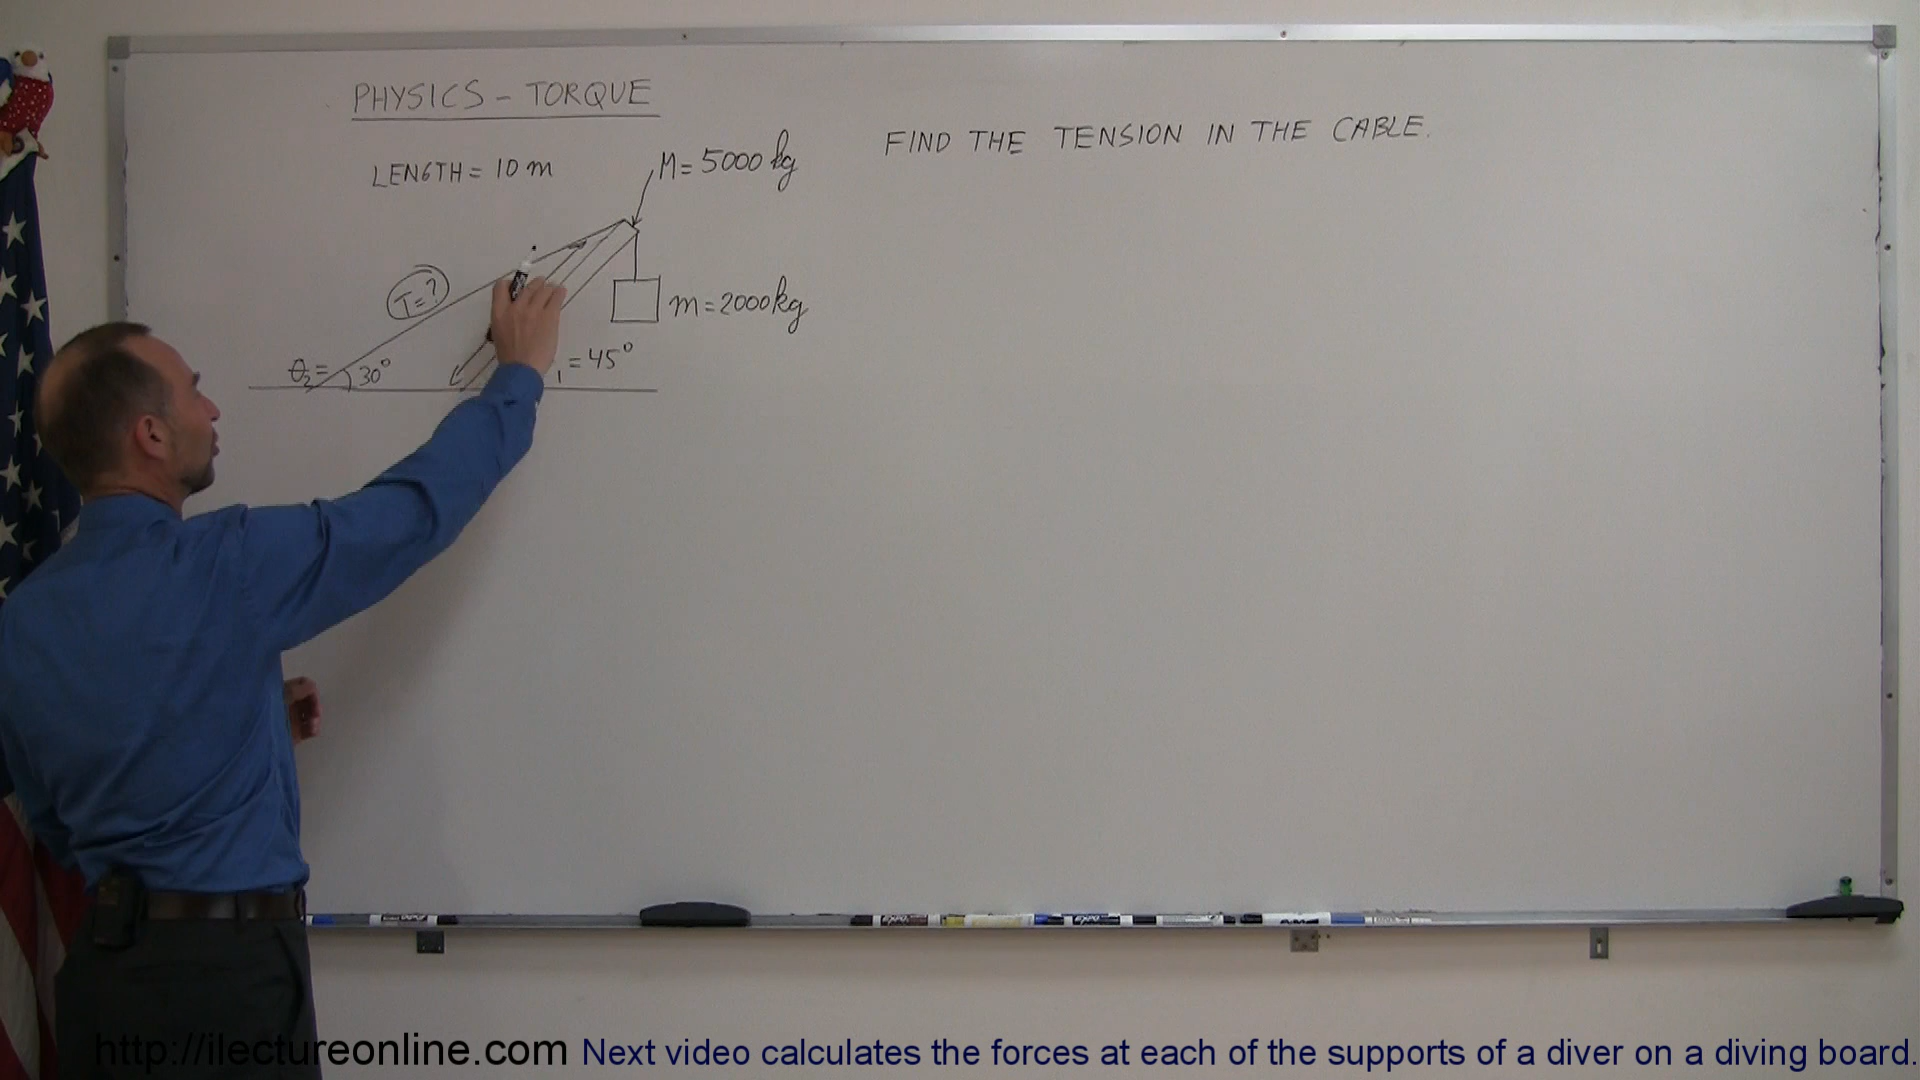 PHYSICS - TORQUE
FIND THE TENSION IN THE CABLE.
LENGTH = 10 m
M = 5000 kg
T = ?
m = 2000 kg
θ₂ = 30°
1 = 45°
http://ilectureonline.com Next video calculates the forces at each of the supports of a diver on a diving board.